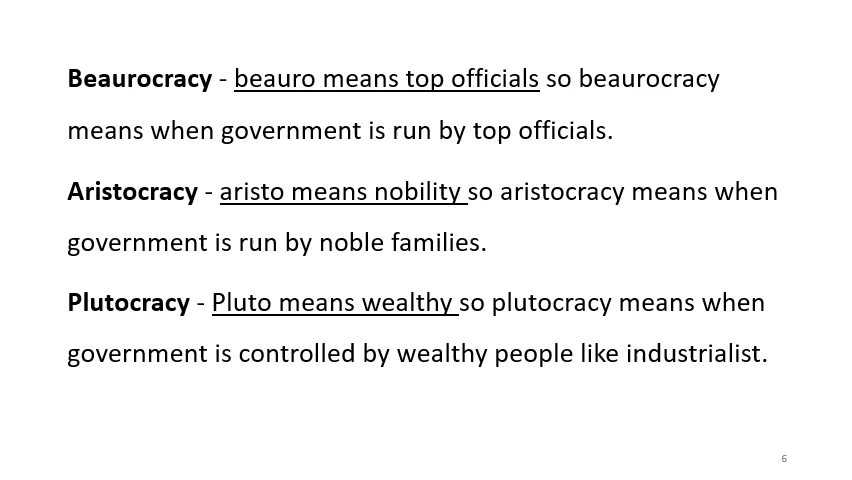 Beaurocracy - beauro means top officials so beaurocracy
means when government is run by top officials.
Aristocracy - aristo means nobility so aristocracy means when
government is run by noble families.
Plutocracy - Pluto means wealthy so plutocracy means when
government is controlled by wealthy people like industrialist.
6